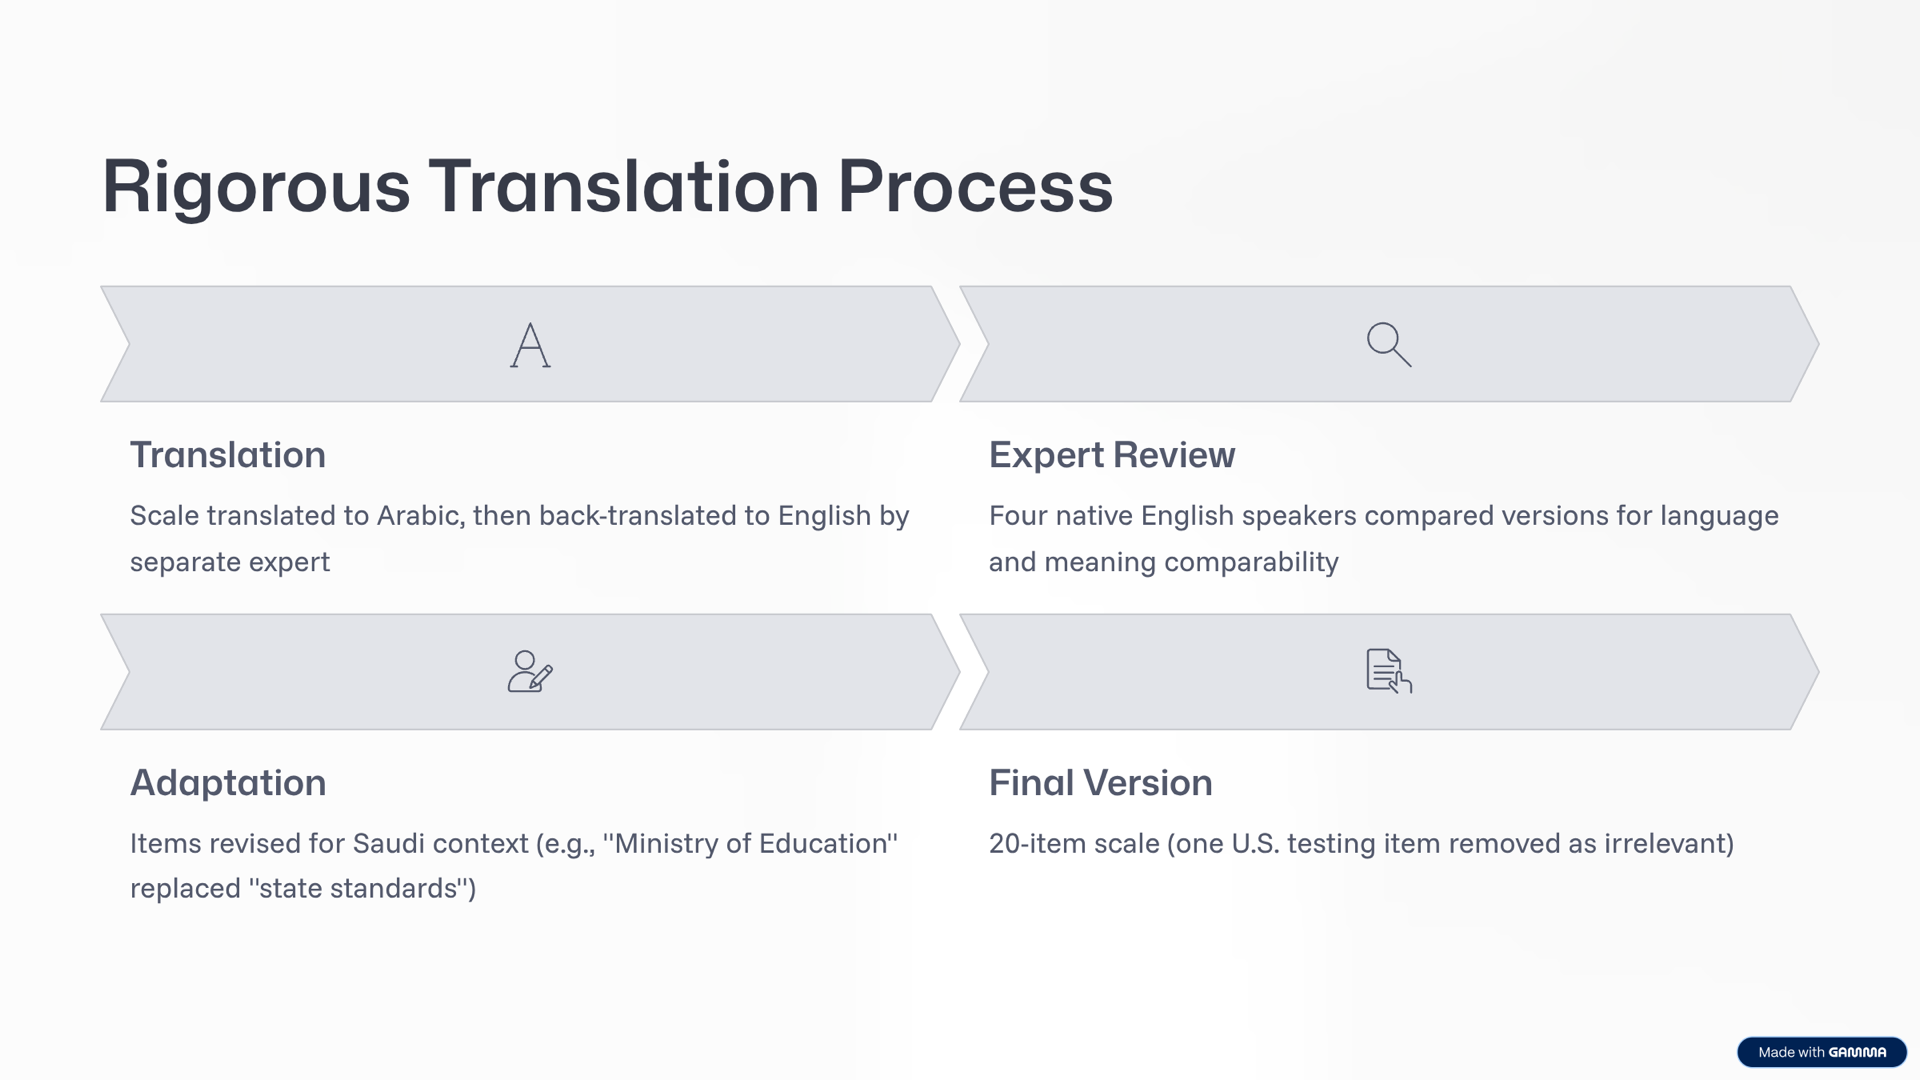 Rigorous Translation Process
Translation
Scale translated to Arabic, then back-translated to English by
separate expert
Expert Review
Four native English speakers compared versions for language
and meaning comparability
Adaptation
Items revised for Saudi context (e.g., "Ministry of Education"
replaced "state standards")
Final Version
20-item scale (one U.S. testing item removed as irrelevant)
Made with GAMMA